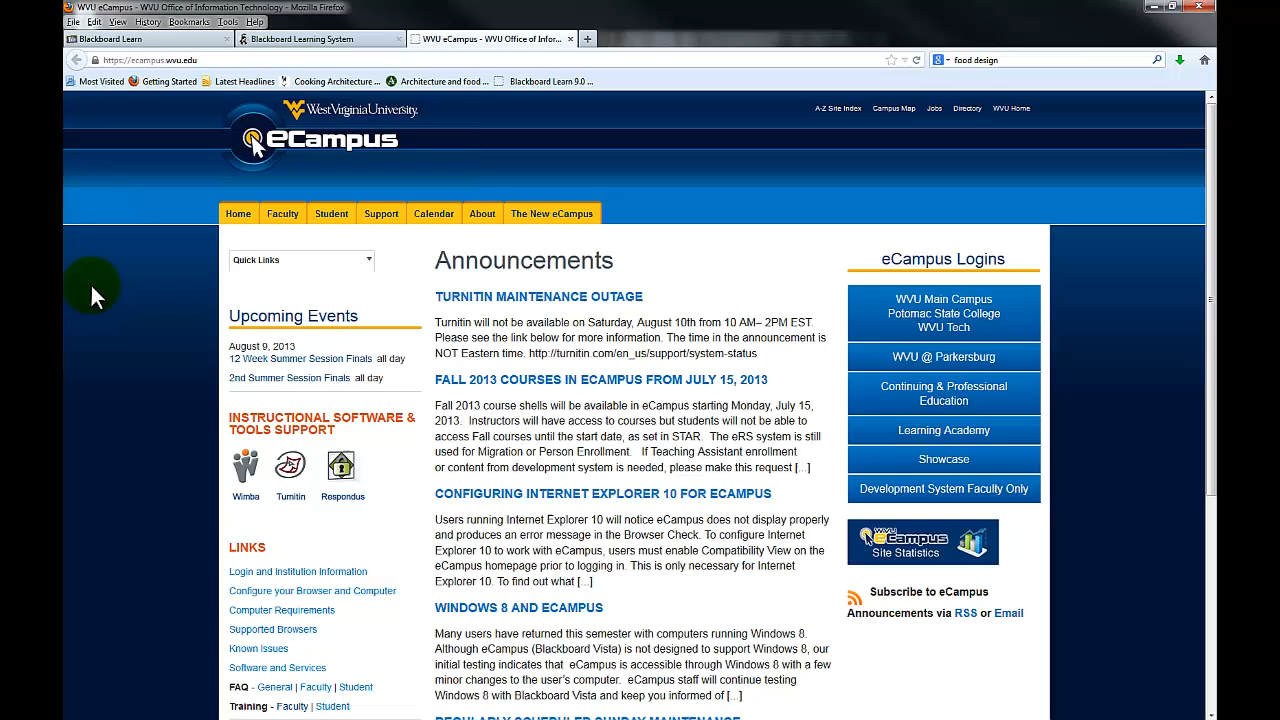 WVU eCampus - WVU Office of Information Technology - Mozilla Firefox
File Edit View History Bookmarks Tools Help
Blackboard Learn
Blackboard Learning System
WVU eCampus - WVU Office of Infor...
https://ecampus.wvu.edu
food design
Most Visited
Getting Started
Latest Headlines
Cooking Architecture ...
Architecture and food ...
Blackboard Learn 9.0 ...
West Virginia University.
eCampus
A-Z Site Index
Campus Map
Jobs
Directory
WVU Home
Home
Faculty
Student
Support
Calendar
About
The New eCampus
Quick Links
Upcoming Events
August 9, 2013
12 Week Summer Session Finals all day
2nd Summer Session Finals all day
INSTRUCTIONAL SOFTWARE &
TOOLS SUPPORT
Wimba
Turnitin
Respondus
LINKS
Login and Institution Information
Configure your Browser and Computer
Computer Requirements
Supported Browsers
Known Issues
Software and Services
FAQ - General | Faculty | Student
Training - Faculty | Student
Announcements
TURNITIN MAINTENANCE OUTAGE
Turnitin will not be available on Saturday, August 10th from 10 AM– 2PM EST.
Please see the link below for more information. The time in the announcement is
NOT Eastern time. http://turnitin.com/en_us/support/system-status
FALL 2013 COURSES IN ECAMPUS FROM JULY 15, 2013
Fall 2013 course shells will be available in eCampus starting Monday, July 15,
2013. Instructors will have access to courses but students will not be able to
access Fall courses until the start date, as set in STAR. The eRS system is still
used for Migration or Person Enrollment. If Teaching Assistant enrollment
or content from development system is needed, please make this request [...]
CONFIGURING INTERNET EXPLORER 10 FOR ECAMPUS
Users running Internet Explorer 10 will notice eCampus does not display properly
and produces an error message in the Browser Check. To configure Internet
Explorer 10 to work with eCampus, users must enable Compatibility View on the
eCampus homepage prior to logging in. This is only necessary for Internet
Explorer 10. To find out what [...]
WINDOWS 8 AND ECAMPUS
Many users have returned this semester with computers running Windows 8.
Although eCampus (Blackboard Vista) is not designed to support Windows 8, our
initial testing indicates that eCampus is accessible through Windows 8 with a few
minor changes to the user's computer. eCampus staff will continue testing
Windows 8 with Blackboard Vista and keep you informed of [...]
REGULARLY SCHEDULED SUNDAY MAINTENANCE
eCampus Logins
WVU Main Campus
Potomac State College
WVU Tech
WVU @ Parkersburg
Continuing & Professional
Education
Learning Academy
Showcase
Development System Faculty Only
WVU
eCampus
Site Statistics
Subscribe to eCampus
Announcements via RSS or Email